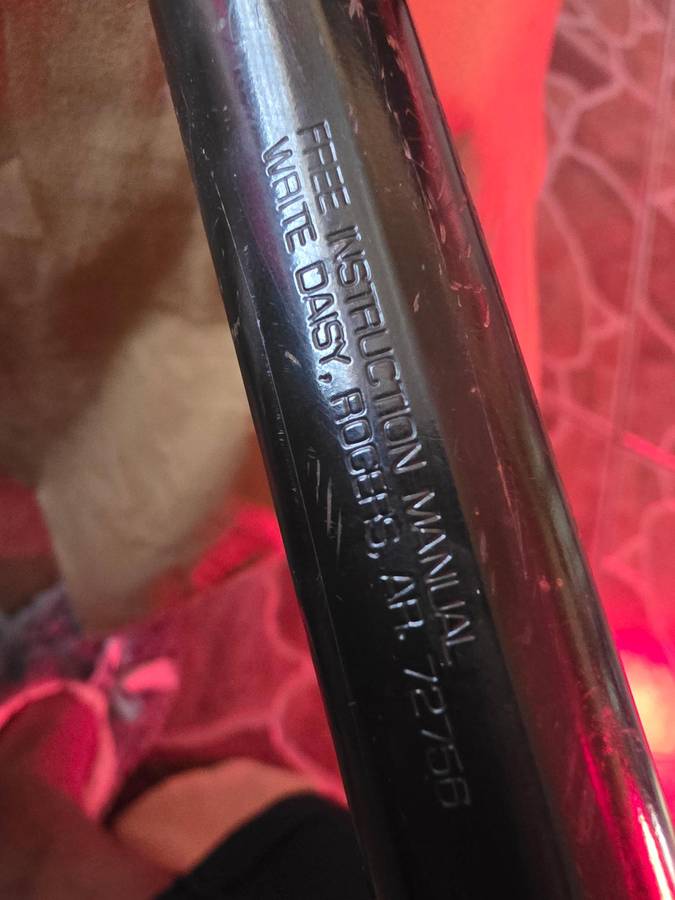 FREE INSTRUCTION MANUAL
WRITE DAISY, ROGERS, AR. 72756